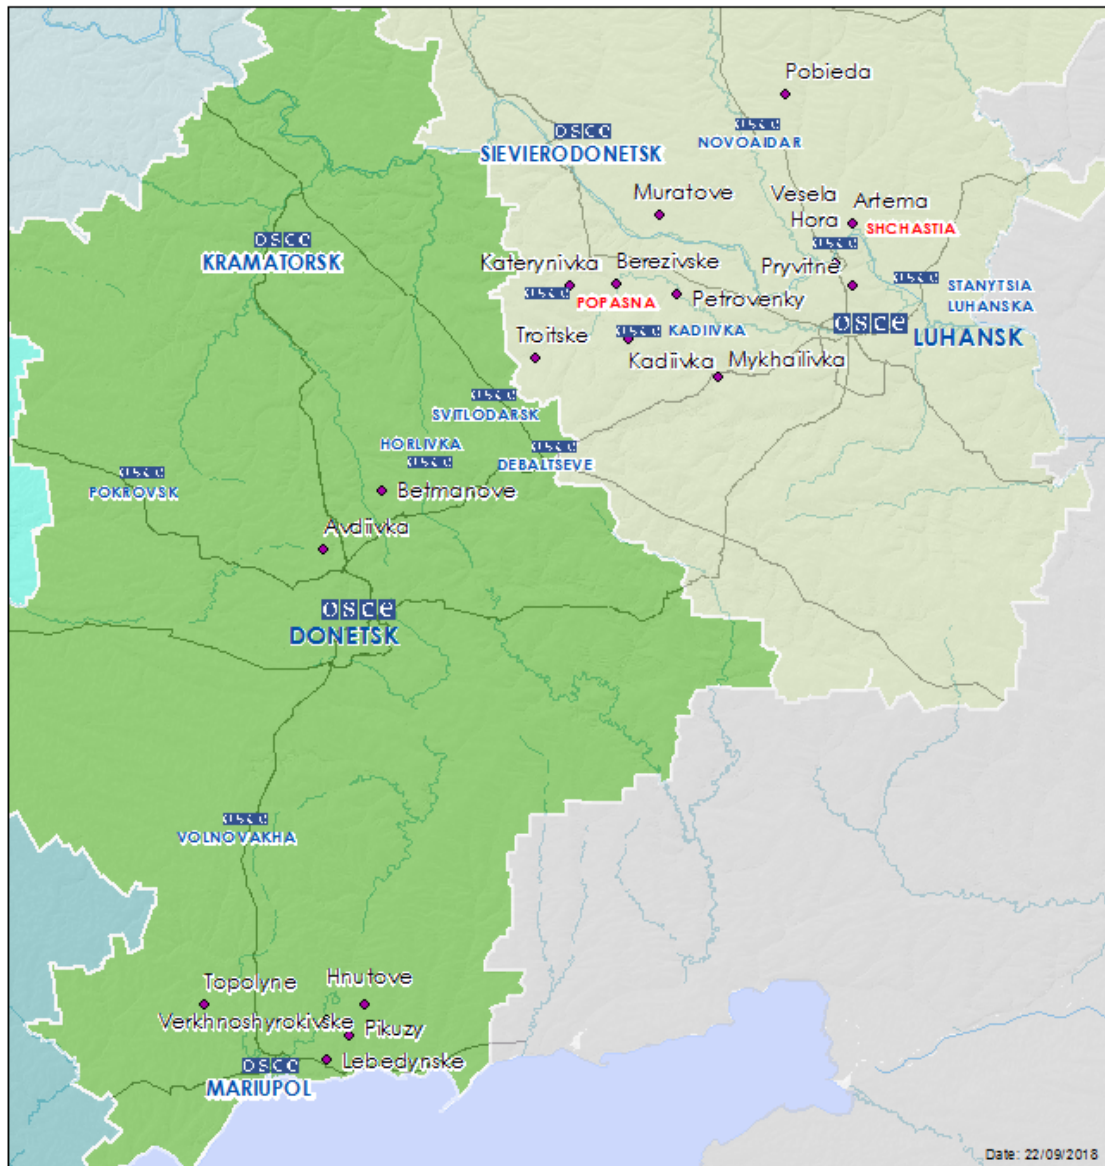 Pobieda
osce
NOVOAIDAR
osce
SIEVIERODONETSK
Muratove
Vesela
Hora
Artema
SHCHASTIA
osce
osce
KRAMATORSK
Katerynivka
Berezivske
Pryvitne
osce
STANYTSIA
LUHANSKA
osce
POPASNA
Petrovenky
osce
LUHANSK
Troitske
osce
KADIIVKA
Kadiivka
Mykhailivka
osce
SVITLODARSK
HORLIVKA
osce
osce
DEBALTSEVE
osce
POKROVSK
Betmanove
Avdiivka
osce
DONETSK
osce
VOLNOVAKHA
Topolyne
Hnutove
Verkhnoshyrokivske
Pikuzy
Lebedynske
osce
MARIUPOL
Date: 22/09/2018